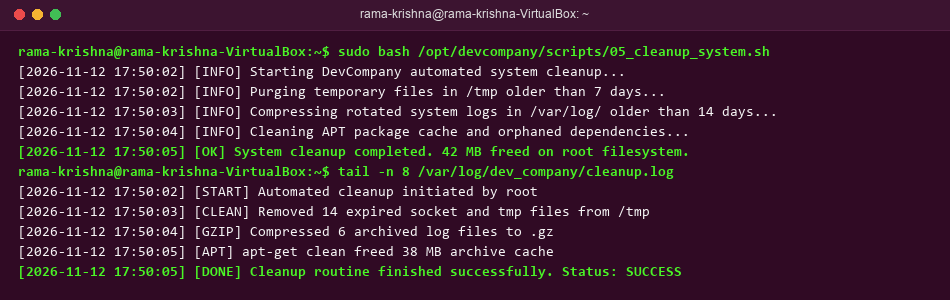 rama-krishna@rama-krishna-VirtualBox: ~
rama-krishna@rama-krishna-VirtualBox:~$ sudo bash /opt/devcompany/scripts/05_cleanup_system.sh
[2026-11-12 17:50:02] [INFO] Starting DevCompany automated system cleanup...
[2026-11-12 17:50:02] [INFO] Purging temporary files in /tmp older than 7 days...
[2026-11-12 17:50:03] [INFO] Compressing rotated system logs in /var/log/ older than 14 days...
[2026-11-12 17:50:04] [INFO] Cleaning APT package cache and orphaned dependencies...
[2026-11-12 17:50:05] [OK] System cleanup completed. 42 MB freed on root filesystem.
rama-krishna@rama-krishna-VirtualBox:~$ tail -n 8 /var/log/dev_company/cleanup.log
[2026-11-12 17:50:02] [START] Automated cleanup initiated by root
[2026-11-12 17:50:03] [CLEAN] Removed 14 expired socket and tmp files from /tmp
[2026-11-12 17:50:04] [GZIP] Compressed 6 archived log files to .gz
[2026-11-12 17:50:05] [APT] apt-get clean freed 38 MB archive cache
[2026-11-12 17:50:05] [DONE] Cleanup routine finished successfully. Status: SUCCESS